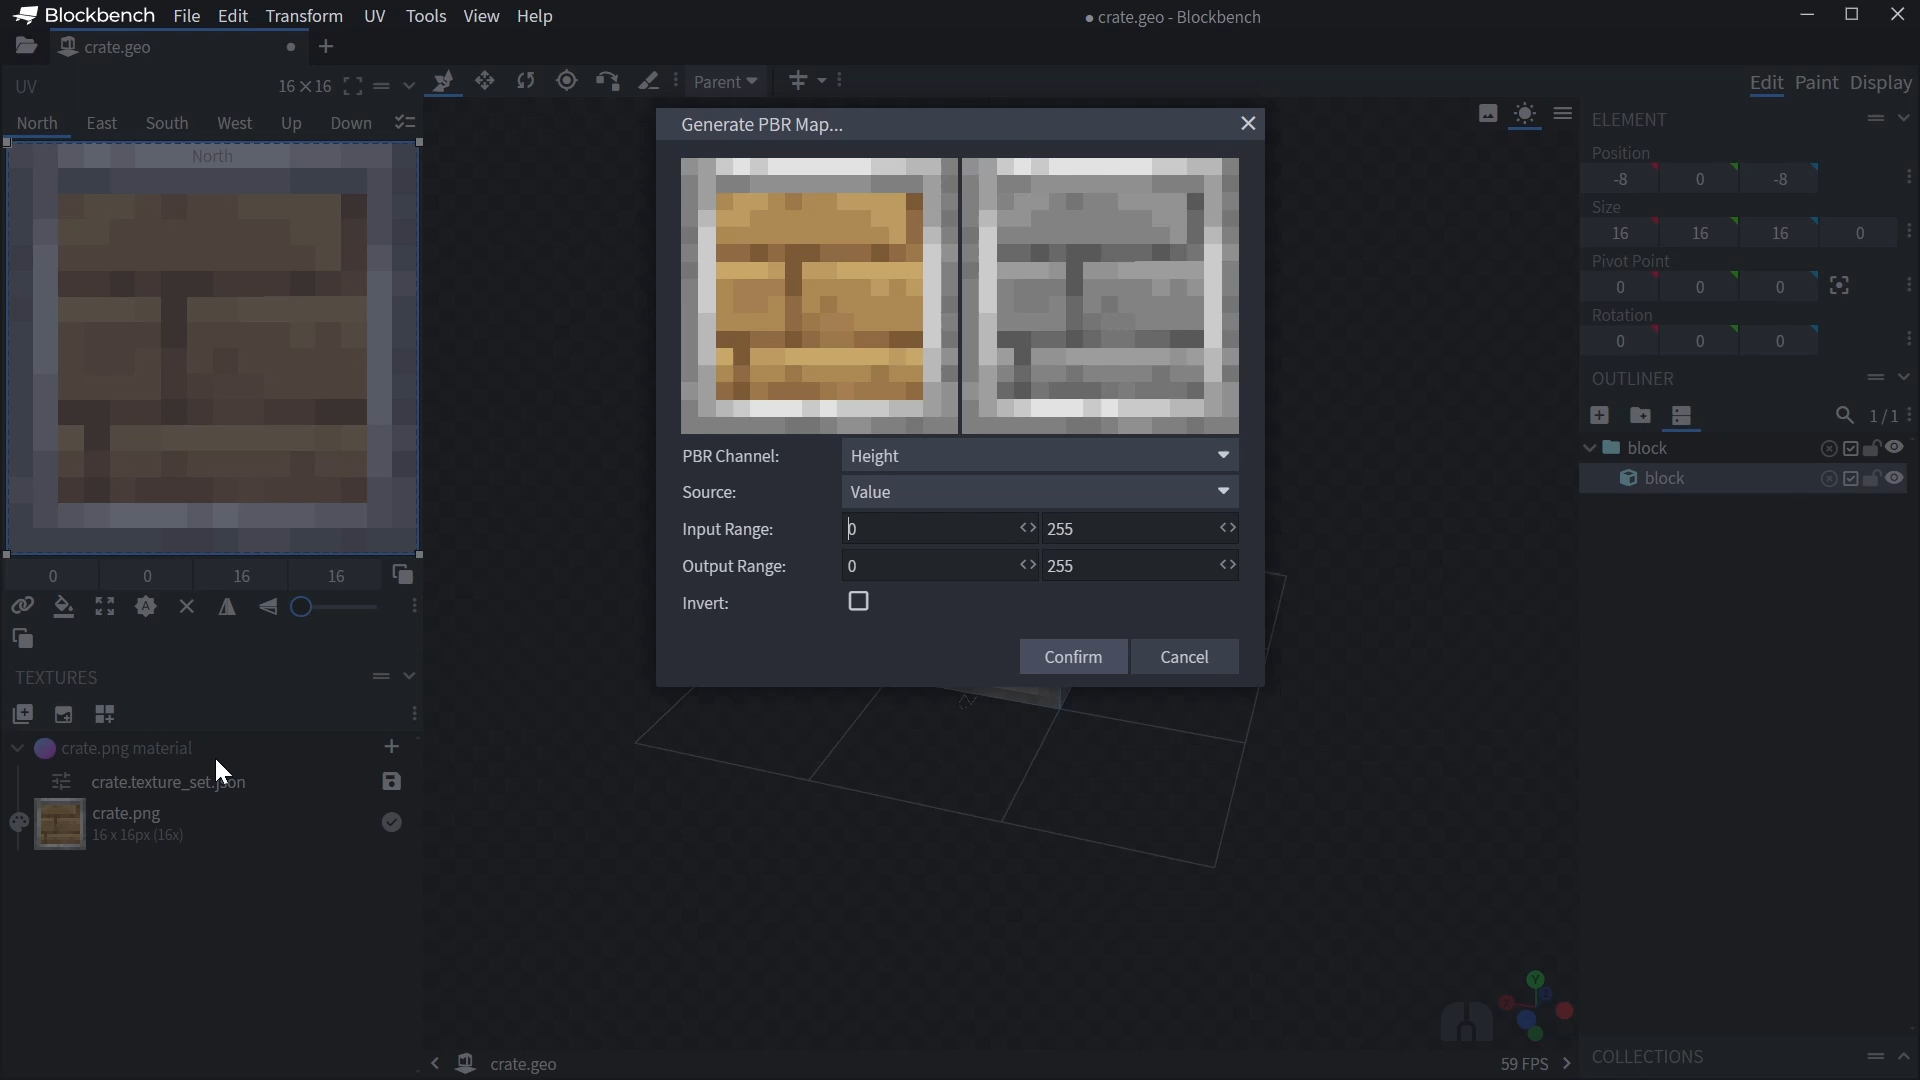 Blockbench File Edit Transform UV Tools View Help
● crate.geo - Blockbench
crate.geo
UV
16×16
Parent
Edit Paint Display
North East South West Up Down
North
Generate PBR Map...
PBR Channel: Height
Source: Value
Input Range: 0 255
Output Range: 0 255
Invert:
Confirm Cancel
0 0 16 16
TEXTURES
crate.png material
crate.texture_set.json
crate.png
16 x 16px (16x)
ELEMENT
Position
-8 0 -8
Size
16 16 16 0
Pivot Point
0 0 0
Rotation
0 0 0
OUTLINER
1/1
block
block
Y
X
Z
crate.geo
59 FPS
COLLECTIONS